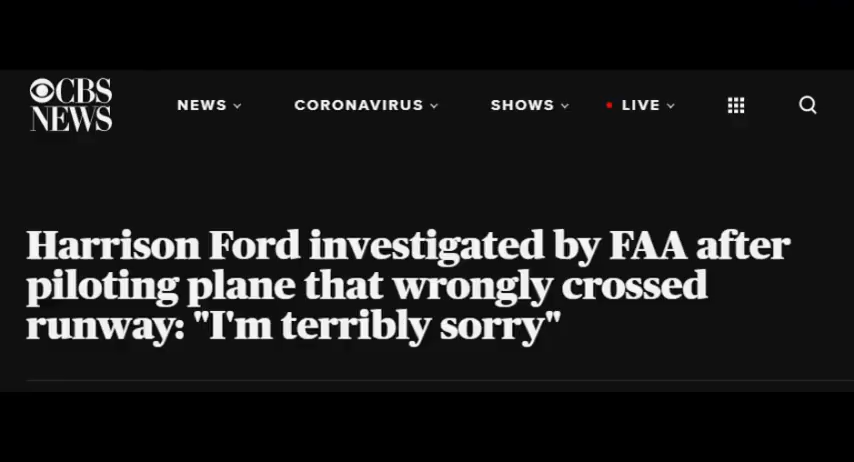 CBS NEWS
NEWS CORONAVIRUS SHOWS LIVE
Harrison Ford investigated by FAA after
piloting plane that wrongly crossed
runway: "I'm terribly sorry"